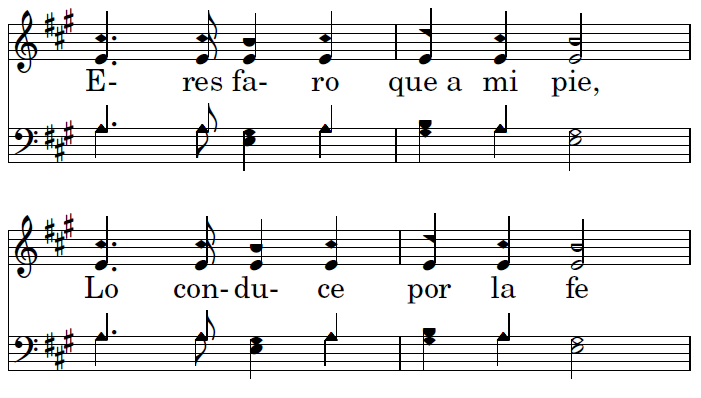 E- res fa- ro que a mi pie,
Lo con- du- ce por la fe